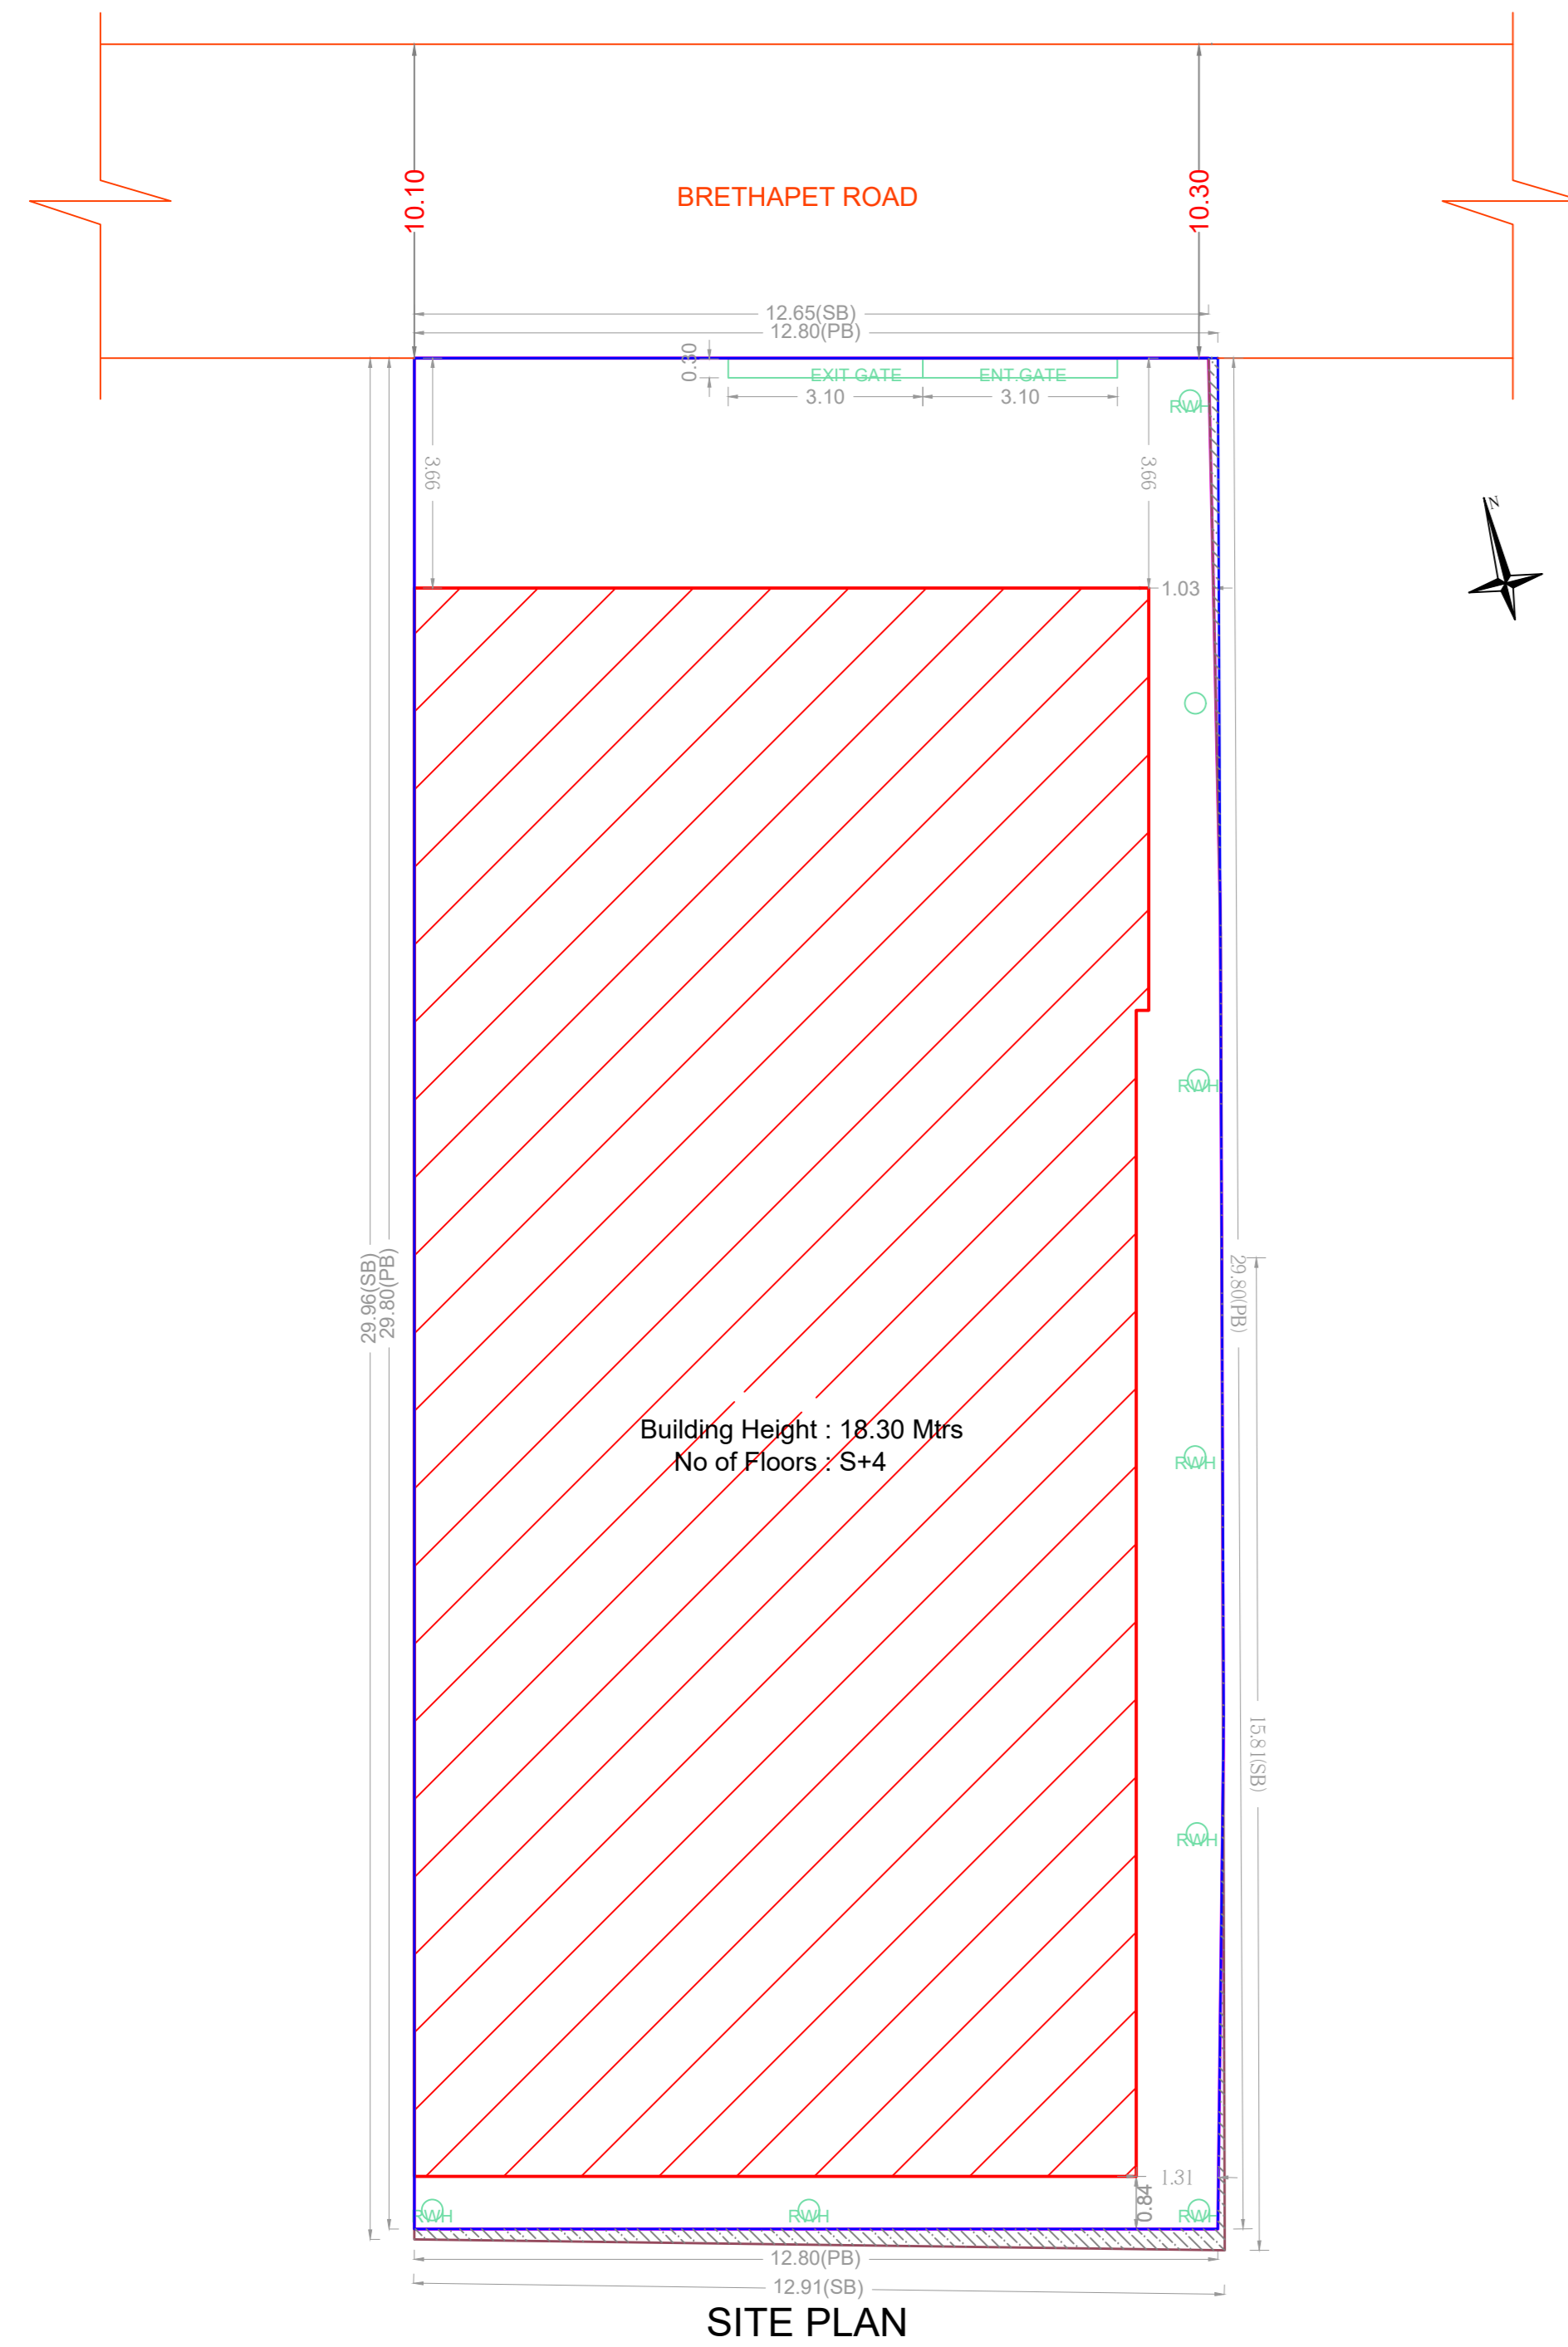 10.10
BRETHAPET ROAD
10.30
12.65(SB)
12.80(PB)
0.30
EXIT GATE
ENT.GATE
3.10
3.10
RWH
3.66
3.66
N
1.03
RWH
29.96(SB)
29.80(PB)
29.80(PB)
Building Height : 18.30 Mtrs
No of Floors : S+4
RWH
15.81(SB)
RWH
1.31
0.84
RWH
RWH
RWH
12.80(PB)
12.91(SB)
SITE PLAN